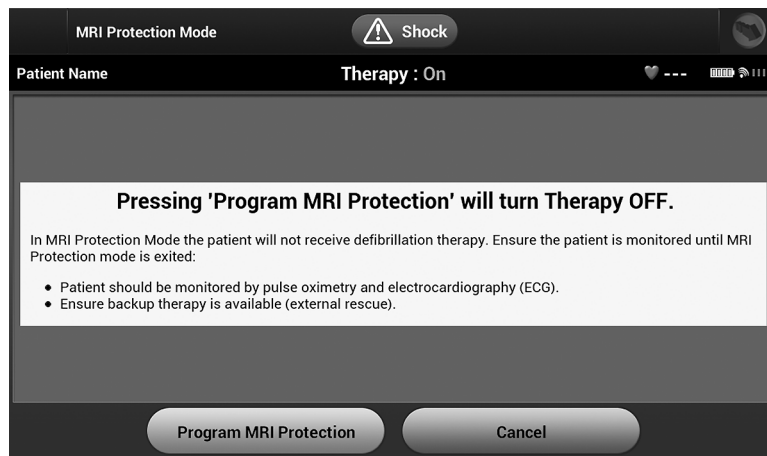 MRI Protection Mode
Shock
Patient Name
Therapy : On
---
Pressing 'Program MRI Protection' will turn Therapy OFF.
In MRI Protection Mode the patient will not receive defibrillation therapy. Ensure the patient is monitored until MRI
Protection mode is exited:
● Patient should be monitored by pulse oximetry and electrocardiography (ECG).
● Ensure backup therapy is available (external rescue).
Program MRI Protection
Cancel